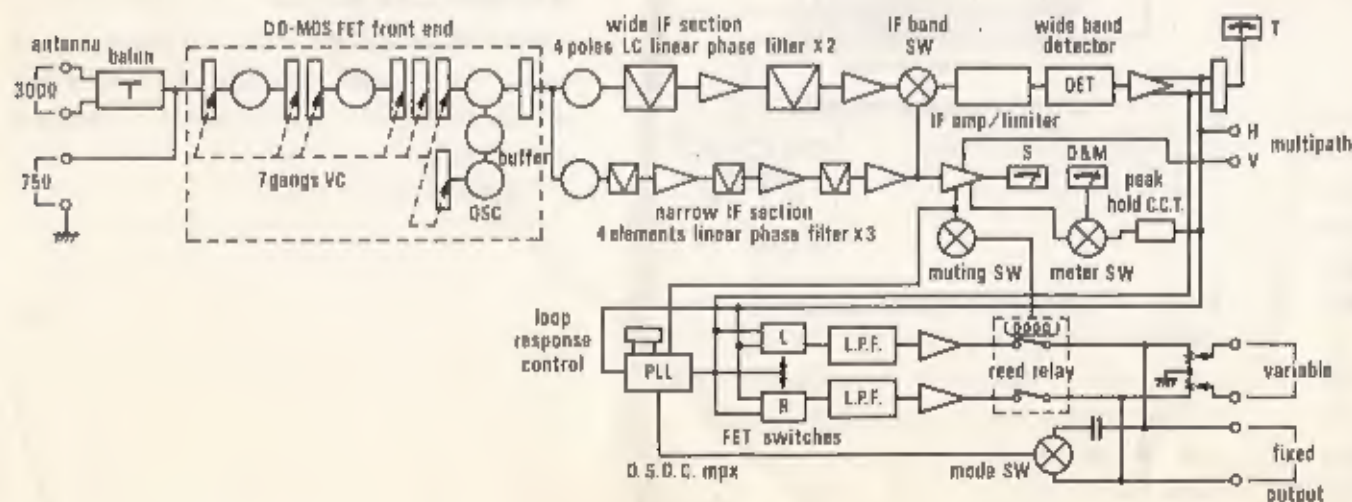 DD-MOS FET front end
wide IF section
4 poles LC linear phase filter X2
IF band
SW
wide band
detector
T
antenna
balun
300Ω
DET
IF amp/limiter
H
V
multipath
75Ω
7gangs VC
buffer
OSC
S
D&M
peak
hold C.C.T.
narrow IF section
4 elements linear phase filter X3
muting SW
meter SW
loop
response
control
PLL
L
L.P.F.
reed relay
variable
R
L.P.F.
FET switches
D.S.D.C. mpx
mode SW
fixed
output